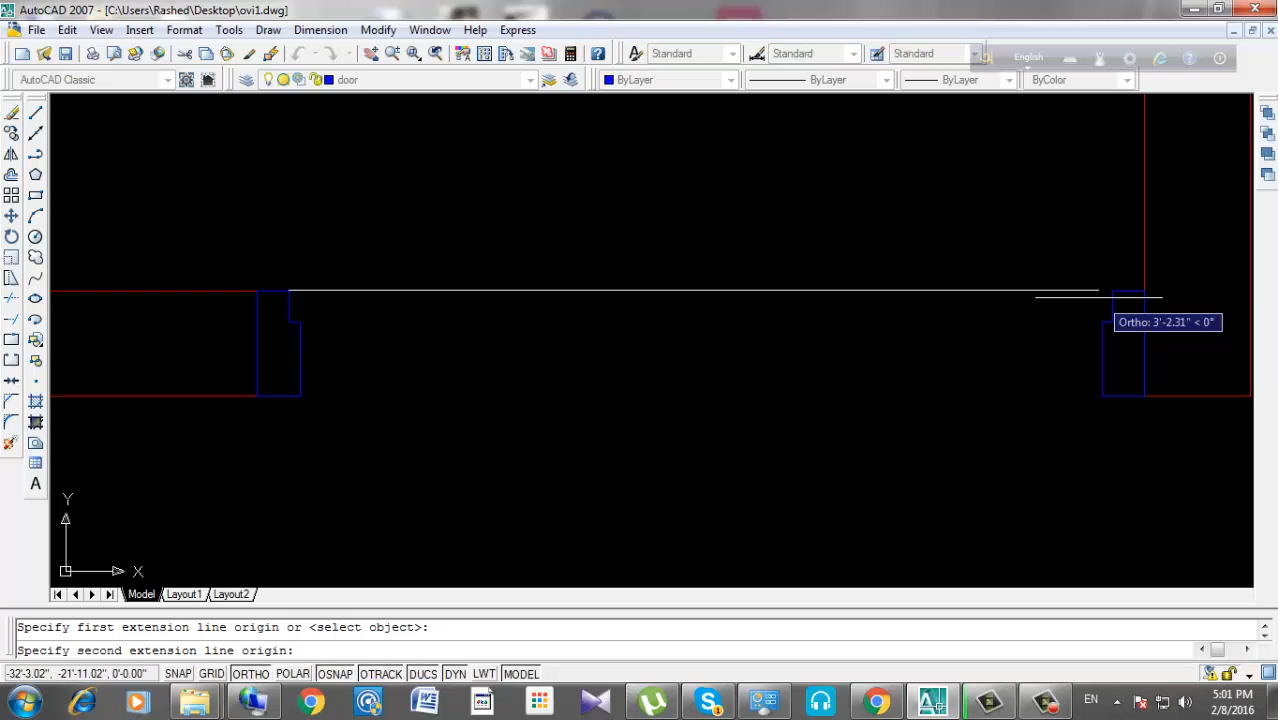 AutoCAD 2007 - [C:\Users\Rashed\Desktop\ovi1.dwg]
File Edit View Insert Format Tools Draw Dimension Modify Window Help Express
Standard Standard Standard English
AutoCAD Classic door ByLayer ByLayer ByLayer ByColor
Ortho: 3'-2.31" < 0°
A
Y
X
Model Layout1 Layout2
Specify first extension line origin or <select object>:
Specify second extension line origin:
-32'-3.02", -21'-11.02", 0'-0.00" SNAP GRID ORTHO POLAR OSNAP OTRACK DUCS DYN LWT MODEL
EN 5:01 PM
2/8/2016